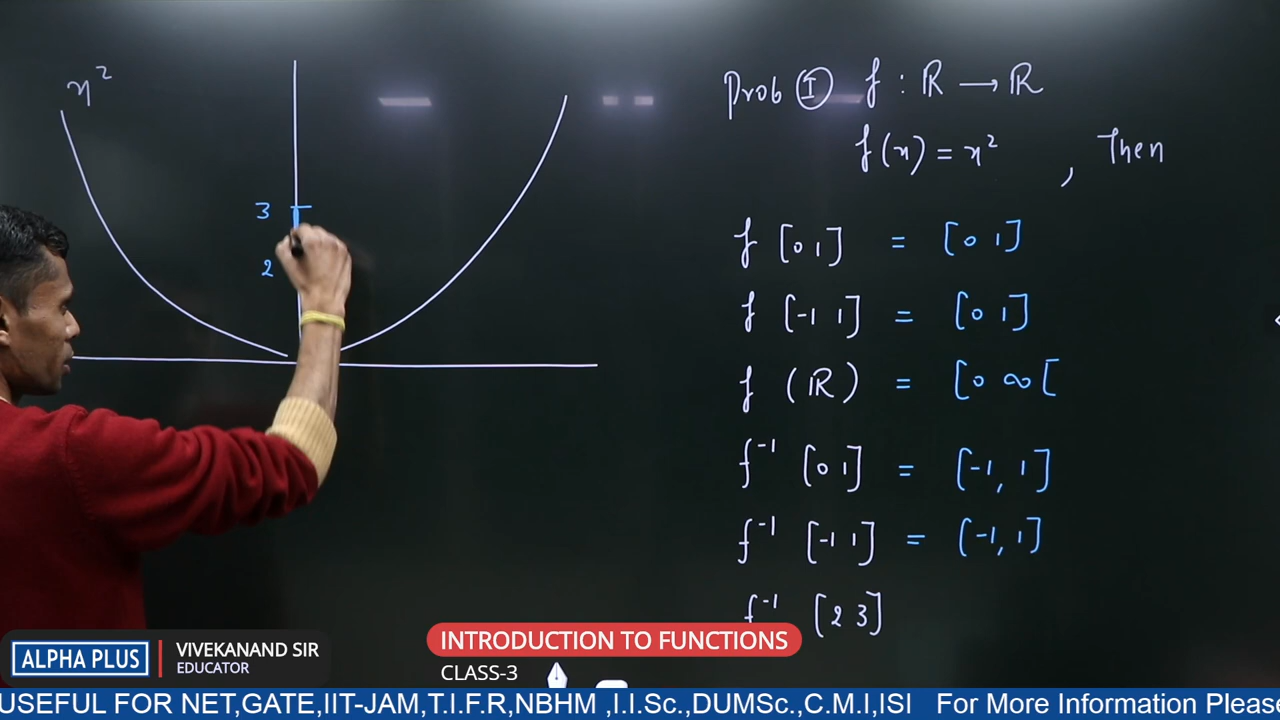 x²
3
2
Prob Ⓘ f : ℝ → ℝ
f(x) = x² , Then
f [0 1] = [0 1]
f [-1 1] = [0 1]
f (ℝ) = [0 ∞[
f⁻¹ [0 1] = [-1, 1]
f⁻¹ [-1 1] = [-1, 1]
f⁻¹ [2 3]
ALPHA PLUS
VIVEKANAND SIR
EDUCATOR
INTRODUCTION TO FUNCTIONS
CLASS-3
USEFUL FOR NET,GATE,IIT-JAM,T.I.F.R,NBHM ,I.I.Sc.,DUMSc.,C.M.I,ISI For More Information Please